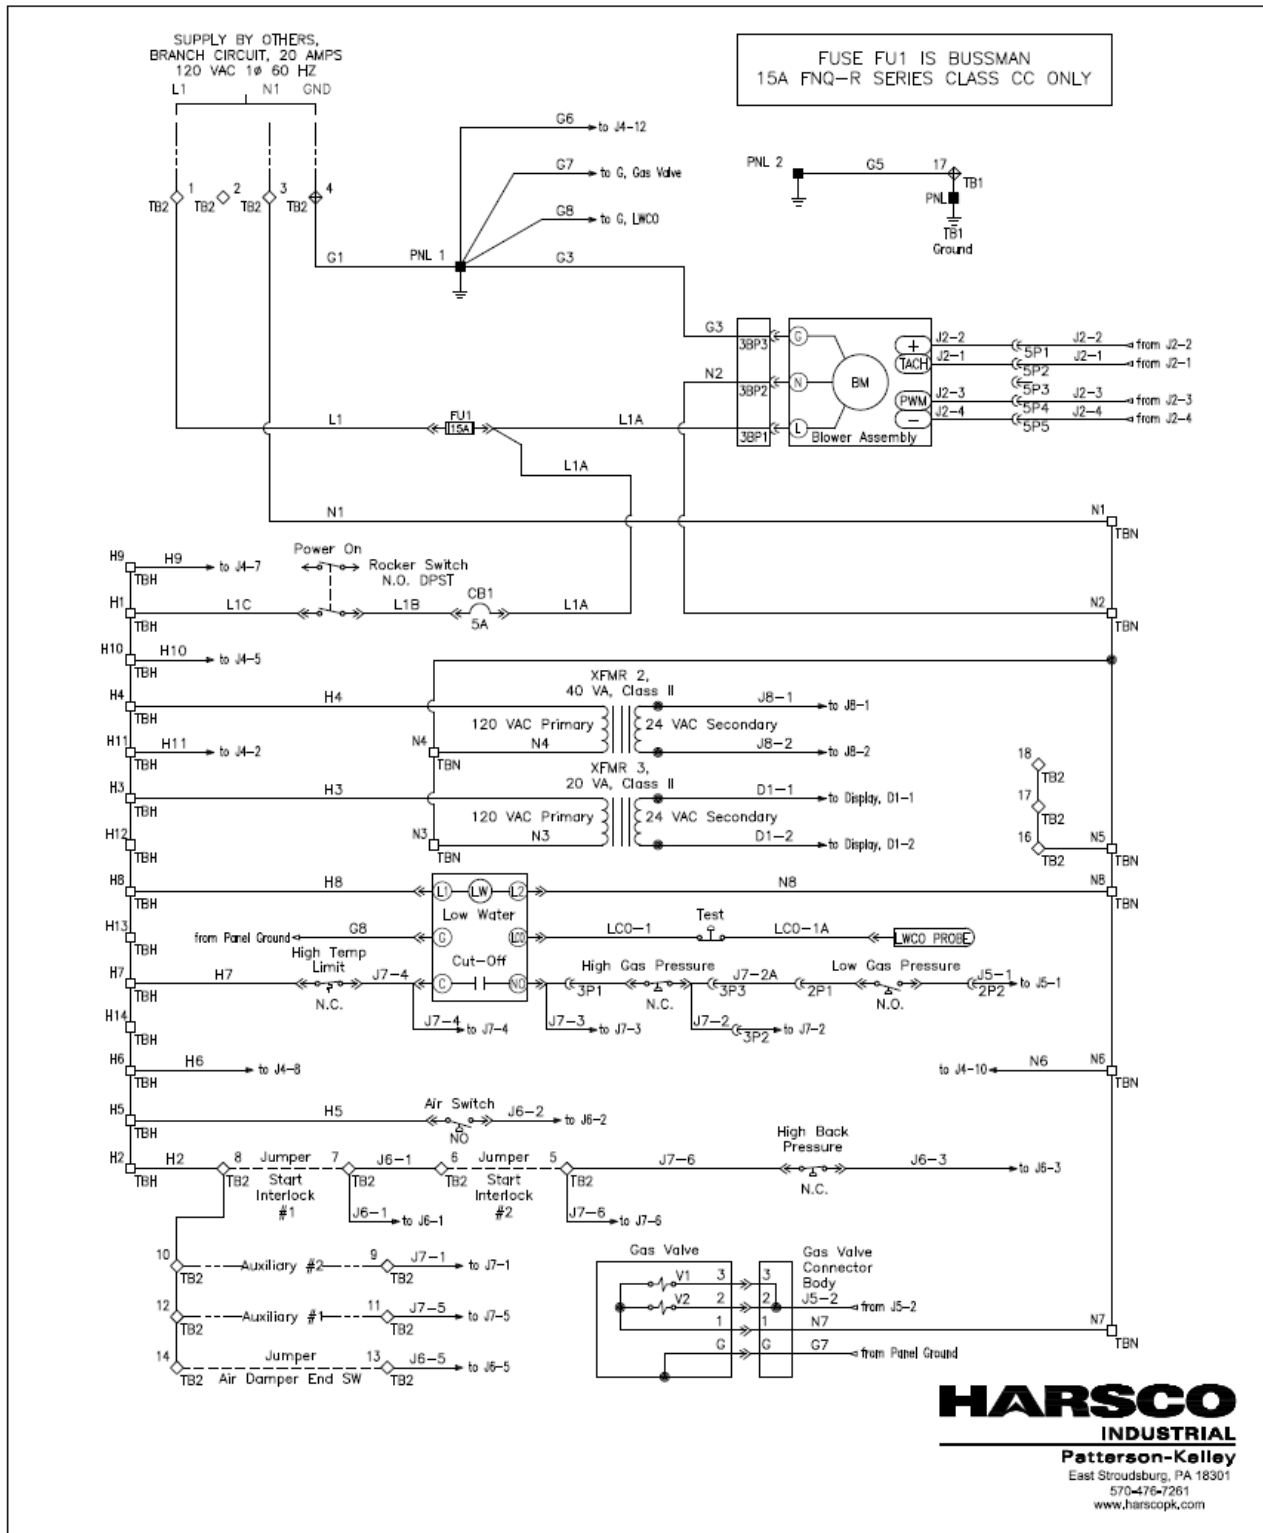 SUPPLY BY OTHERS,
BRANCH CIRCUIT, 20 AMPS
120 VAC 1ø 60 HZ
L1 N1 GND
FUSE FU1 IS BUSSMAN
15A FNQ-R SERIES CLASS CC ONLY
G6 to J4-12
G7 to G, Gas Valve
G8 to G, LWCO
PNL 2 G5 17 TB1
PNL
TB1
Ground
1 TB2 2 TB2 3 TB2 4
G1 PNL 1 G3
G3 3BP3 G
N2 3BP2 N BM
L1 FU1 15A L1A 3BP1 L Blower Assembly
+ J2-2 5P1 J2-2 from J2-2
TACH J2-1 5P2 J2-1 from J2-1
5P3
PWM J2-3 5P4 J2-3 from J2-3
- J2-4 5P5 J2-4 from J2-4
L1A
N1 N1 TBN
H9 TBH H9 to J4-7
Power On
Rocker Switch
N.O. DPST
H1 TBH L1C L1B CB1 5A L1A N2 TBN
H10 TBH H10 to J4-5
XFMR 2,
40 VA, Class II
H4 TBH H4 J8-1 to J8-1
120 VAC Primary 24 VAC Secondary
H11 TBH H11 to J4-2 N4 TBN N4 J8-2 to J8-2
XFMR 3,
20 VA, Class II
18 TB2
17 TB2
16 TB2 N5 TBN
H3 TBH H3 D1-1 to Display, D1-1
120 VAC Primary 24 VAC Secondary
H12 TBH N3 TBN N3 D1-2 to Display, D1-2
H8 TBH H8 L1 LW L2 N8 N8 TBN
Low Water
H13 TBH from Panel Ground G8 G LCO LCO-1 Test LCO-1A LWCO PROBE
Cut-Off
High Temp
Limit
High Gas Pressure Low Gas Pressure
H7 TBH H7 N.C. J7-4 C NO 3P1 N.C. J7-2A 3P3 2P1 N.O. J5-1 2P2 to J5-1
H14 TBH J7-4 to J7-4 J7-3 to J7-3 J7-2 3P2 to J7-2
H6 TBH H6 to J4-8 to J4-10 N6 N6 TBN
Air Switch
H5 TBH H5 NO J6-2 to J6-2
High Back
Pressure
H2 TBH H2 8 TB2 Jumper 7 TB2 J6-1 6 TB2 Jumper 5 TB2 J7-6 N.C. J6-3 to J6-3
Start
Interlock
#1
Start
Interlock
#2
J6-1 to J6-1 J7-6 to J7-6
10 TB2 Auxiliary #2 9 TB2 J7-1 to J7-1
12 TB2 Auxiliary #1 11 TB2 J7-5 to J7-5
14 TB2 Jumper 13 TB2 J6-5 to J6-5
Air Damper End SW
Gas Valve
Gas Valve
Connector
Body
V1 3 3
V2 2 2 J5-2 from J5-2
1 1 N7 N7 TBN
G G G7 from Panel Ground
HARSCO
INDUSTRIAL
Patterson-Kelley
East Stroudsburg, PA 18301
570-476-7261
www.harscopk.com